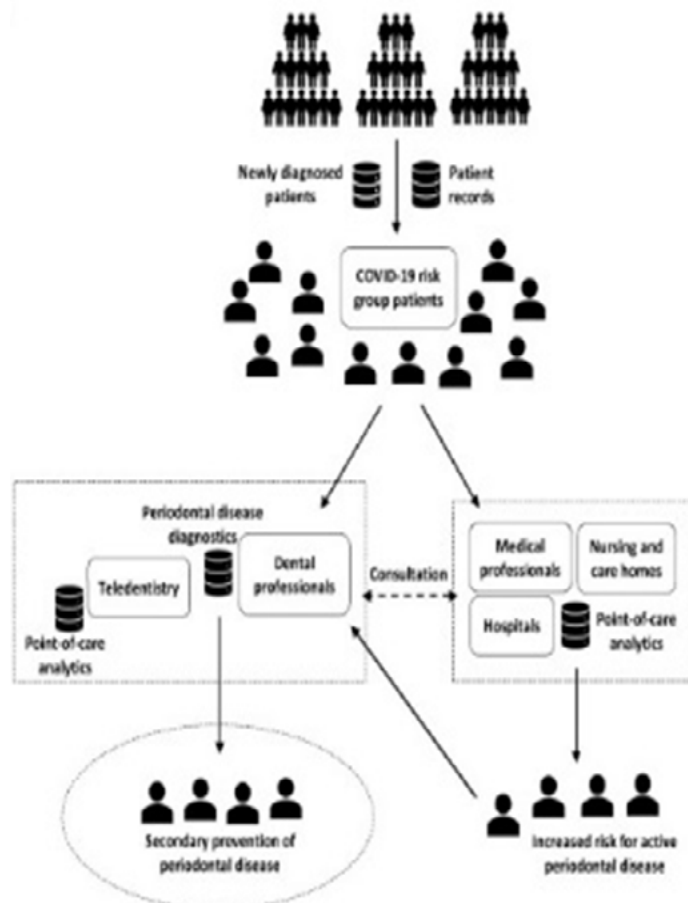 Newly diagnosed
patients
Patient
records
COVID-19 risk
group patients
Periodontal disease
diagnostics
Teledentistry
Dental
professionals
Point-of-care
analytics
Consultation
Medical
professionals
Nursing and
care homes
Hospitals
Point-of-care
analytics
Secondary prevention of
periodontal disease
Increased risk for active
periodontal disease